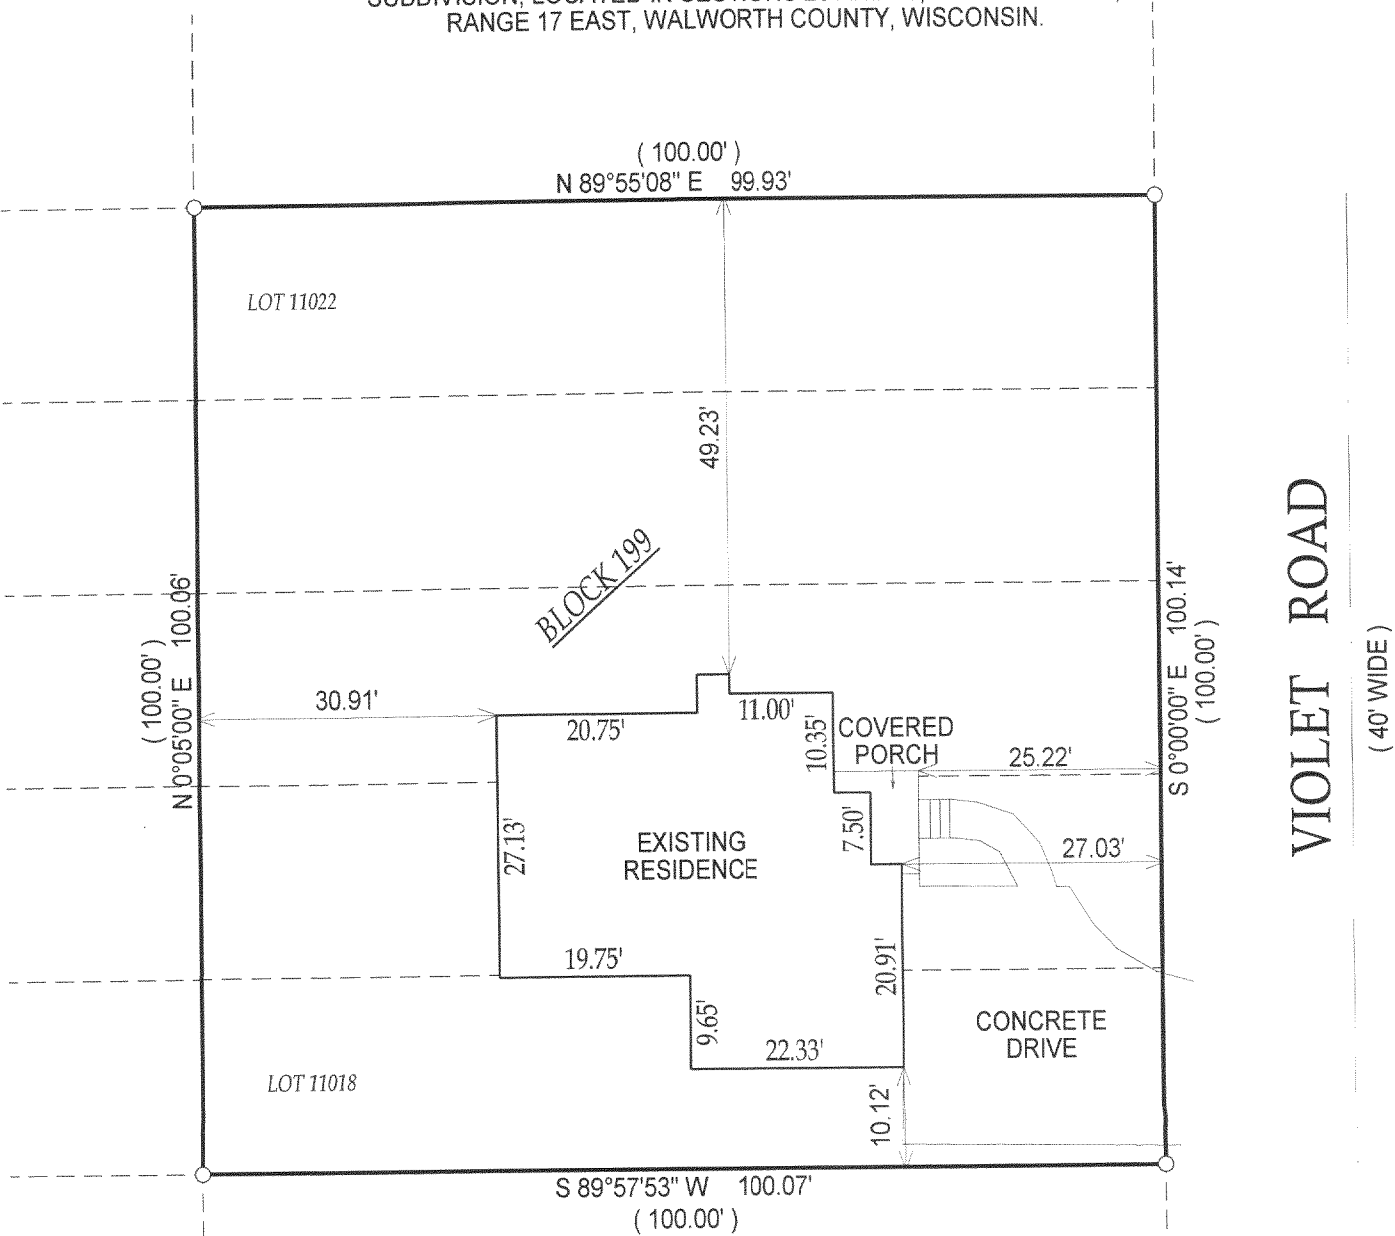 RANGE 17 EAST, WALWORTH COUNTY, WISCONSIN.
( 100.00' )
N 89°55'08" E 99.93'
LOT 11022
49.23'
BLOCK 199
( 100.00' )
N 0°05'00" E 100.06'
S 0°00'00" E 100.14'
( 100.00' )
VIOLET ROAD
( 40' WIDE )
30.91'
20.75'
11.00'
10.35'
COVERED
PORCH
25.22'
7.50'
27.03'
27.13'
EXISTING
RESIDENCE
19.75'
9.65'
20.91'
22.33'
CONCRETE
DRIVE
LOT 11018
10.12'
S 89°57'53" W 100.07'
( 100.00' )